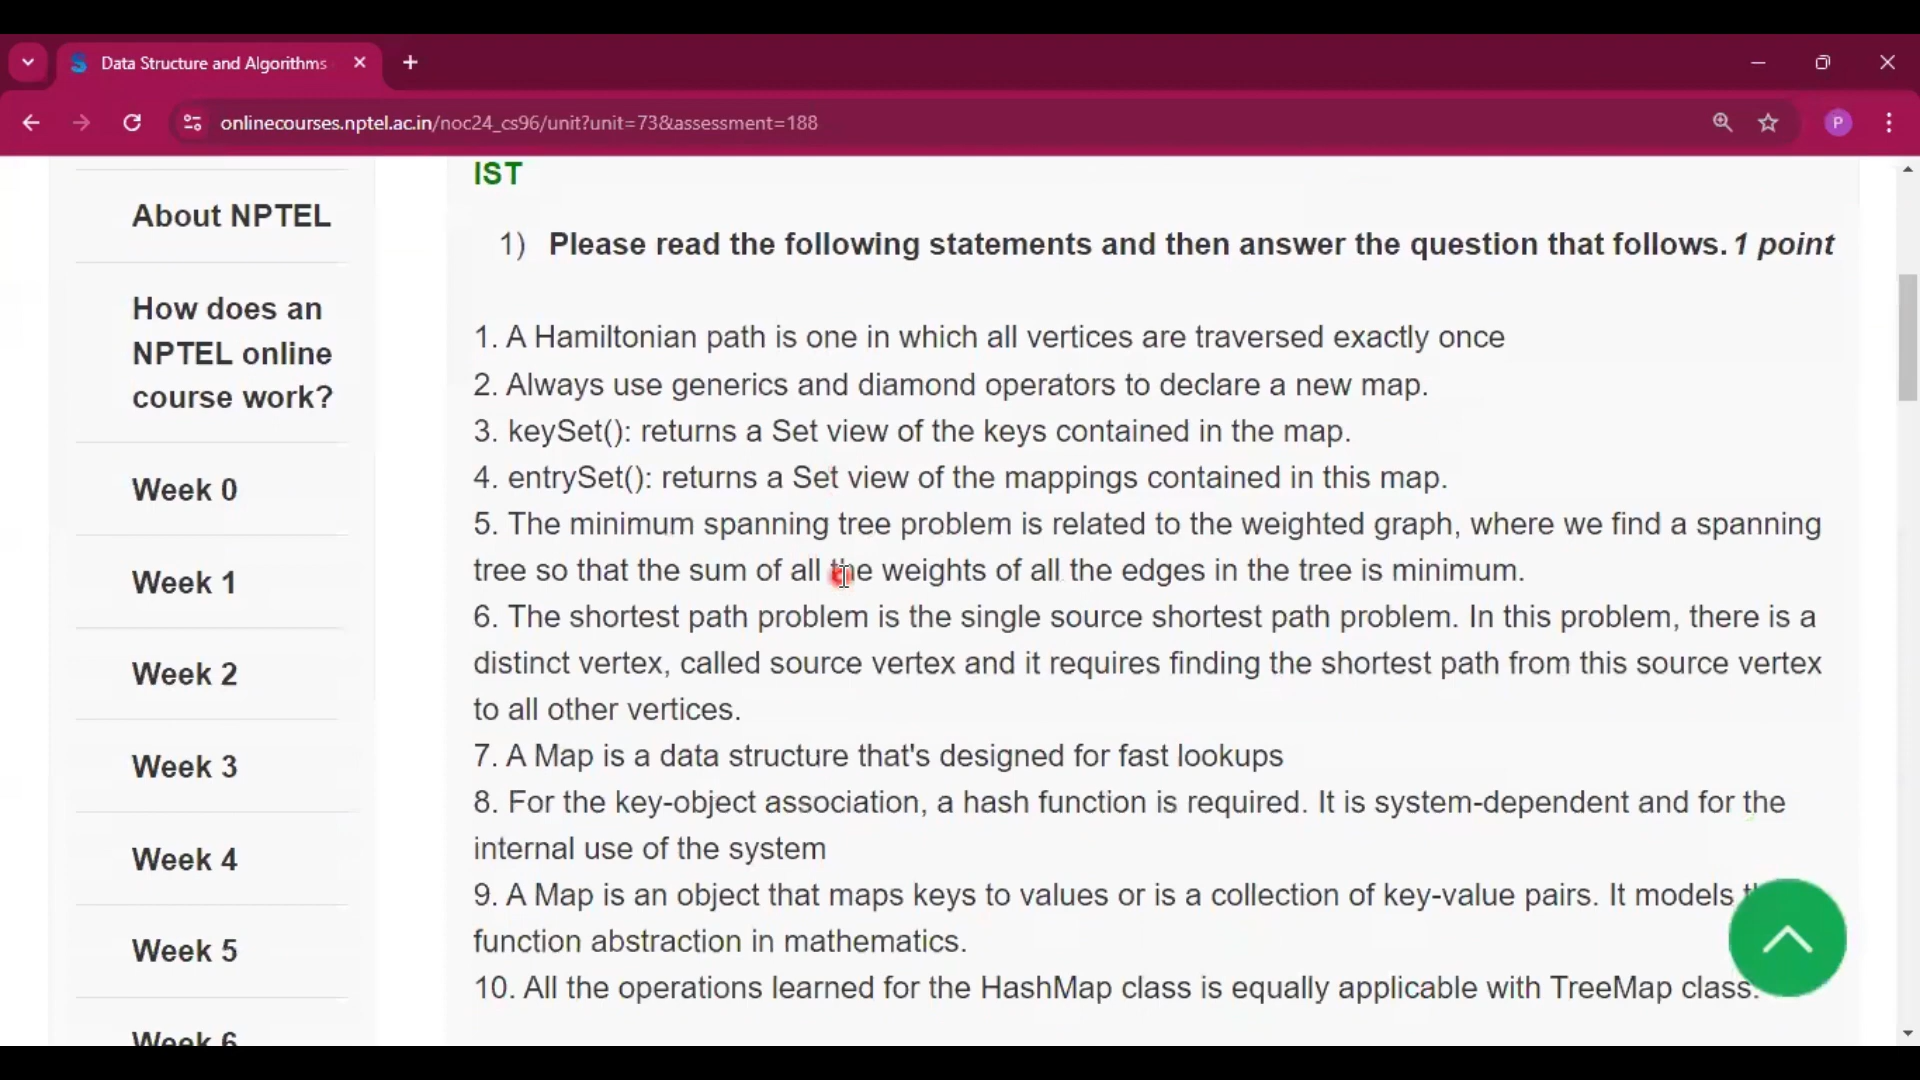 Data Structure and Algorithms
onlinecourses.nptel.ac.in/noc24_cs96/unit?unit=73&assessment=188
P
About NPTEL
How does an
NPTEL online
course work?
Week 0
Week 1
Week 2
Week 3
Week 4
Week 5
Week 6
IST
1) Please read the following statements and then answer the question that follows. 1 point
1. A Hamiltonian path is one in which all vertices are traversed exactly once
2. Always use generics and diamond operators to declare a new map.
3. keySet(): returns a Set view of the keys contained in the map.
4. entrySet(): returns a Set view of the mappings contained in this map.
5. The minimum spanning tree problem is related to the weighted graph, where we find a spanning
tree so that the sum of all the weights of all the edges in the tree is minimum.
6. The shortest path problem is the single source shortest path problem. In this problem, there is a
distinct vertex, called source vertex and it requires finding the shortest path from this source vertex
to all other vertices.
7. A Map is a data structure that's designed for fast lookups
8. For the key-object association, a hash function is required. It is system-dependent and for the
internal use of the system
9. A Map is an object that maps keys to values or is a collection of key-value pairs. It models
function abstraction in mathematics.
10. All the operations learned for the HashMap class is equally applicable with TreeMap class.